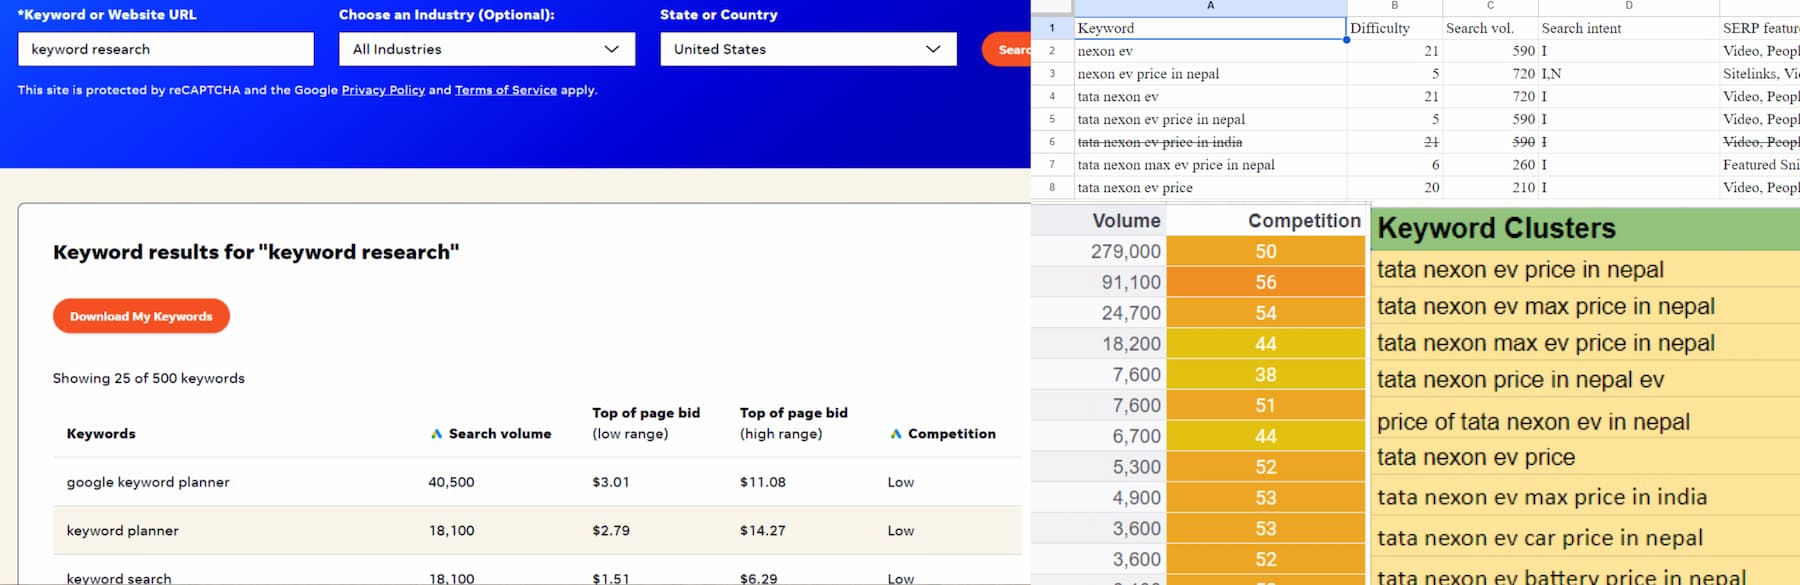 *Keyword or Website URL
Choose an Industry (Optional):
State or Country
keyword research
All Industries
United States
Searc
This site is protected by reCAPTCHA and the Google Privacy Policy and Terms of Service apply.
Keyword results for "keyword research"
Download My Keywords
Showing 25 of 500 keywords
Keywords Search volume Top of page bid (low range) Top of page bid (high range) Competition
google keyword planner 40,500 $3.01 $11.08 Low
keyword planner 18,100 $2.79 $14.27 Low
keyword search 18,100 $1.51 $6.29 Low
A B C D
1 Keyword Difficulty Search vol. Search intent SERP featur
2 nexon ev 21 590 I Video, Peopl
3 nexon ev price in nepal 5 720 I,N Sitelinks, Vi
4 tata nexon ev 21 720 I Video, Peopl
5 tata nexon ev price in nepal 5 590 I Video, Peopl
6 tata nexon ev price in india 21 590 I Video, Peopl
7 tata nexon max ev price in nepal 6 260 I Featured Sni
8 tata nexon ev price 20 210 I Video, Peopl
Volume Competition
279,000 50
91,100 56
24,700 54
18,200 44
7,600 38
7,600 51
6,700 44
5,300 52
4,900 53
3,600 53
3,600 52
Keyword Clusters
tata nexon ev price in nepal
tata nexon ev max price in nepal
tata nexon max ev price in nepal
tata nexon price in nepal ev
price of tata nexon ev in nepal
tata nexon ev price
tata nexon ev max price in india
tata nexon ev car price in nepal
tata nexon ev battery price in nepal